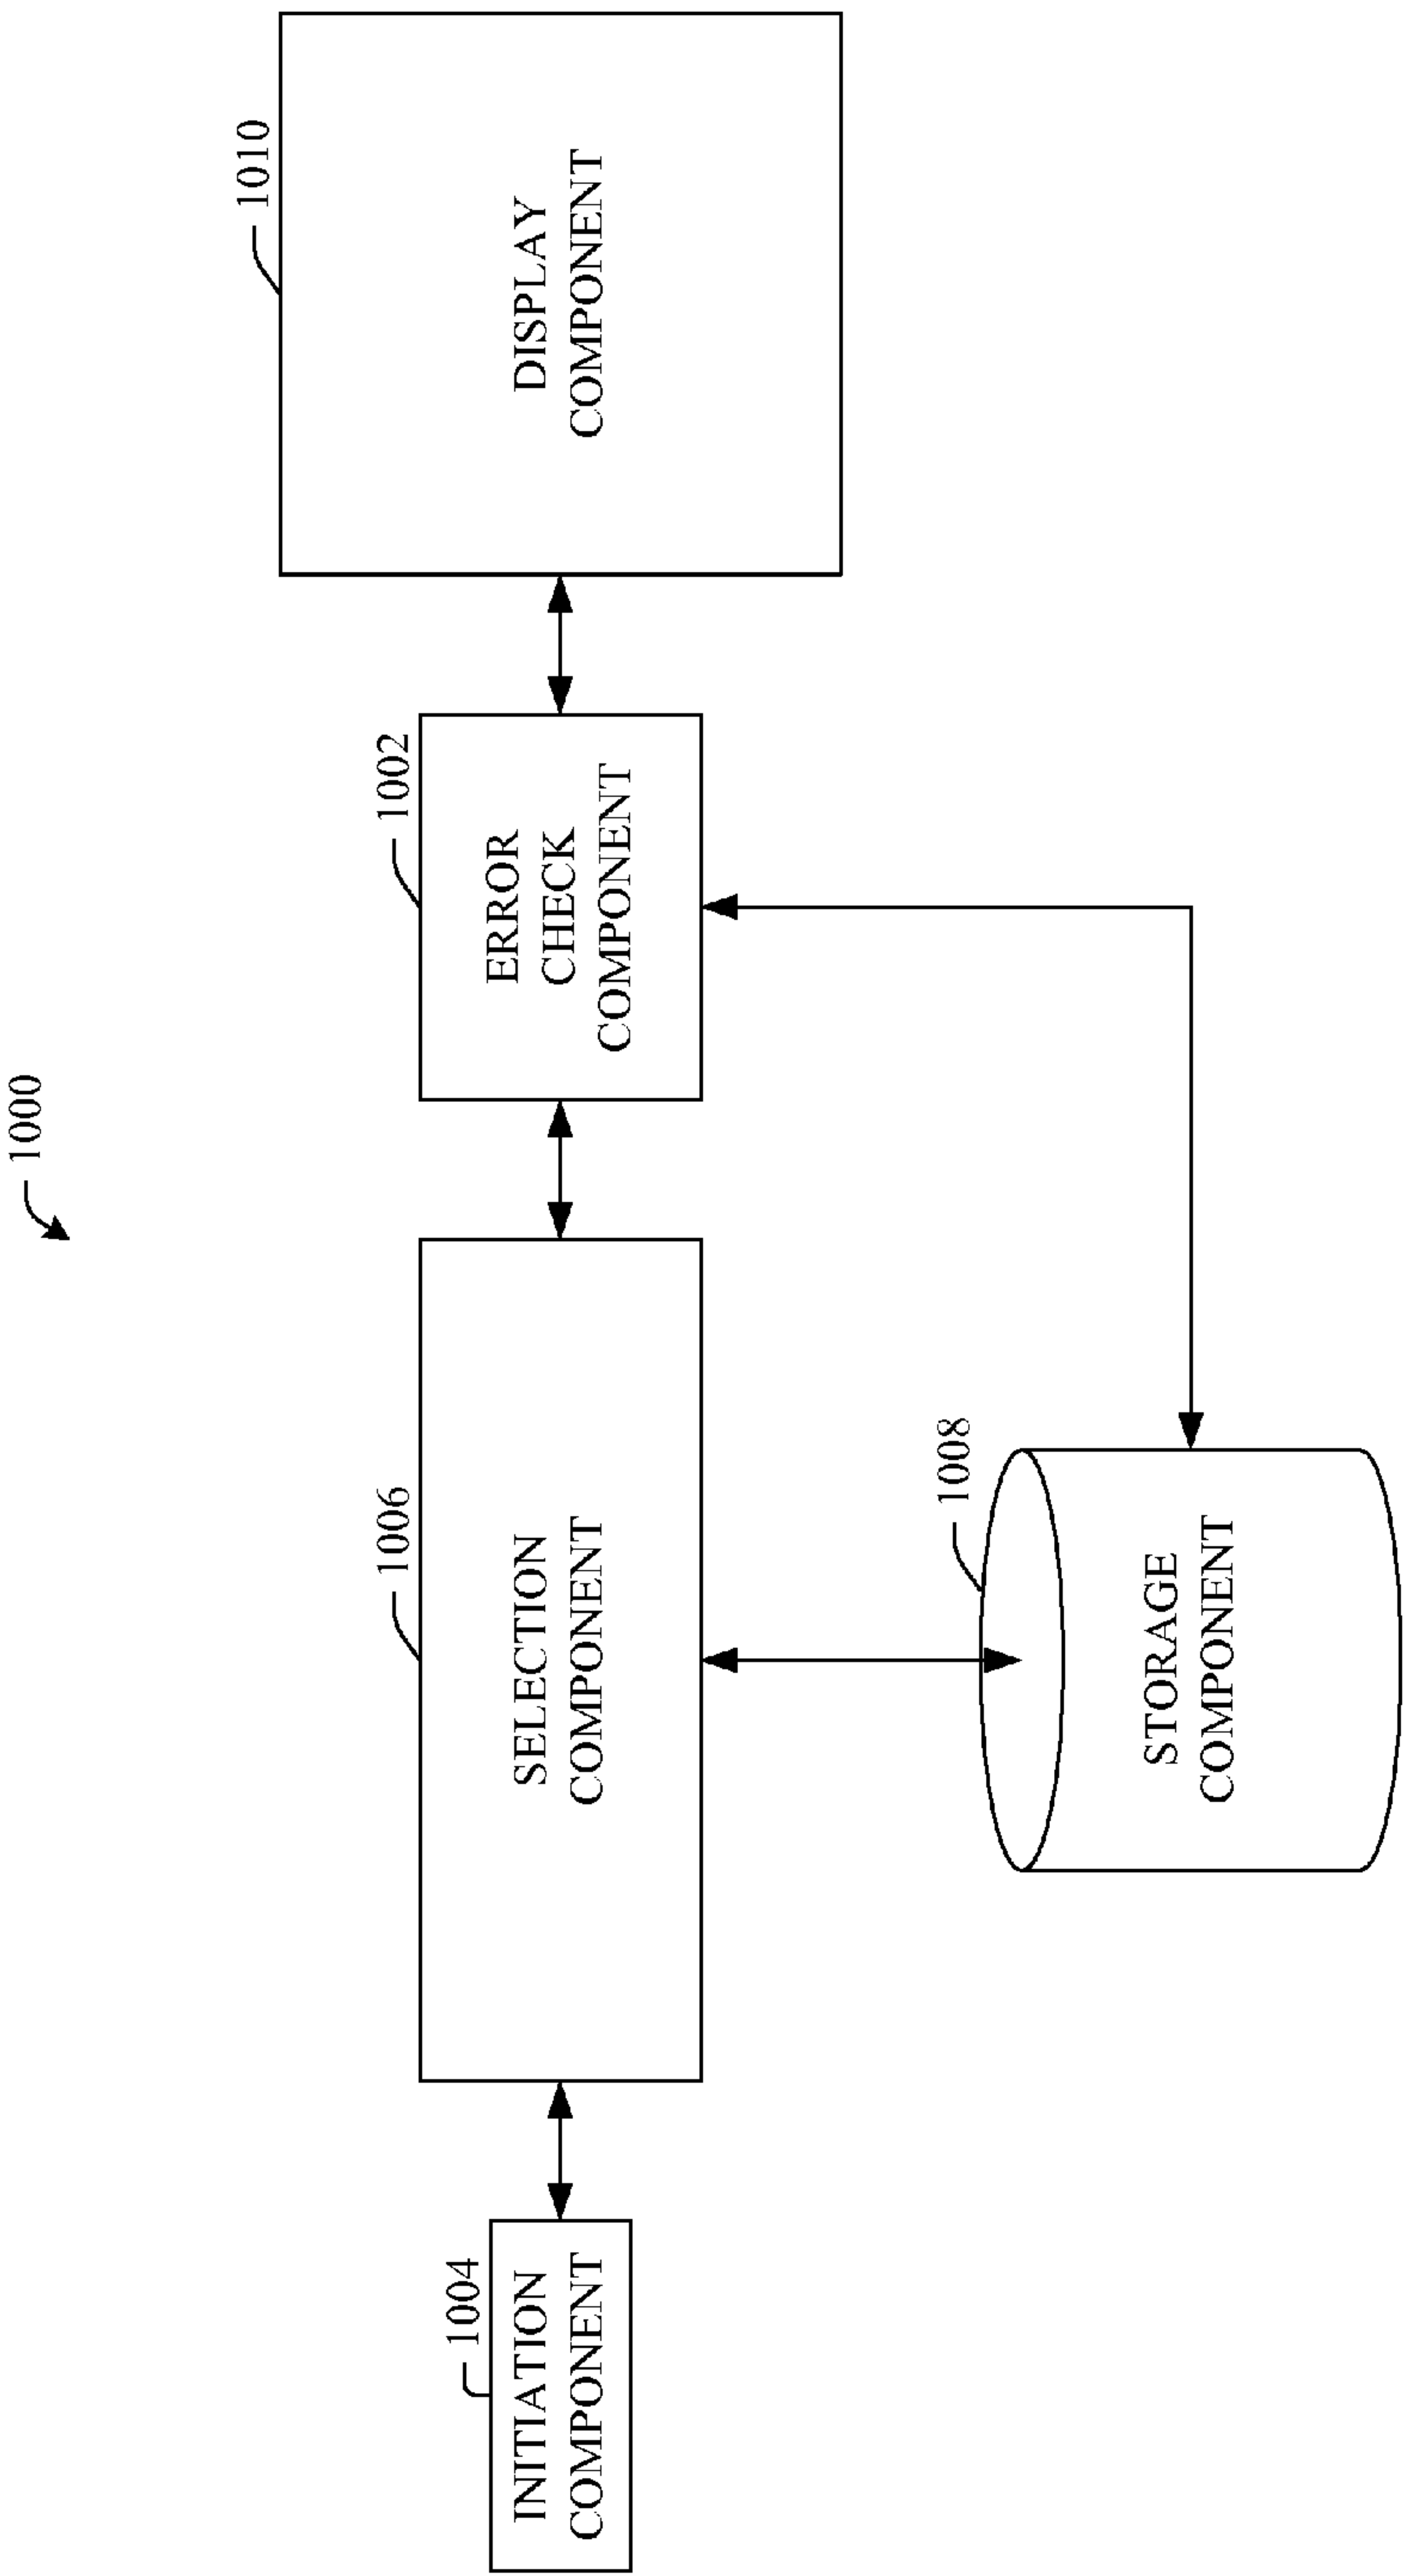 1000
1004
INITIATION
COMPONENT
1006
SELECTION
COMPONENT
1002
ERROR
CHECK
COMPONENT
1010
DISPLAY
COMPONENT
1008
STORAGE
COMPONENT